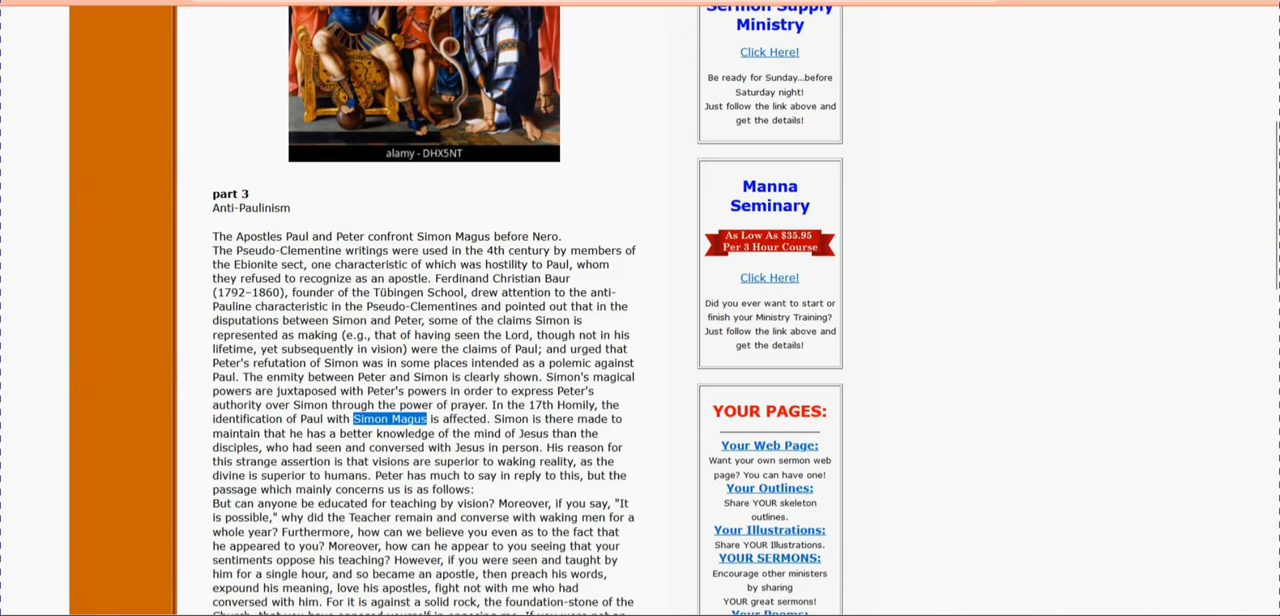 alamy - DHX5NT
part 3
Anti-Paulinism
The Apostles Paul and Peter confront Simon Magus before Nero.
The Pseudo-Clementine writings were used in the 4th century by members of
the Ebionite sect, one characteristic of which was hostility to Paul, whom
they refused to recognize as an apostle. Ferdinand Christian Baur
(1792–1860), founder of the Tübingen School, drew attention to the anti-
Pauline characteristic in the Pseudo-Clementines and pointed out that in the
disputations between Simon and Peter, some of the claims Simon is
represented as making (e.g., that of having seen the Lord, though not in his
lifetime, yet subsequently in vision) were the claims of Paul; and urged that
Peter's refutation of Simon was in some places intended as a polemic against
Paul. The enmity between Peter and Simon is clearly shown. Simon's magical
powers are juxtaposed with Peter's powers in order to express Peter's
authority over Simon through the power of prayer. In the 17th Homily, the
identification of Paul with Simon Magus is affected. Simon is there made to
maintain that he has a better knowledge of the mind of Jesus than the
disciples, who had seen and conversed with Jesus in person. His reason for
this strange assertion is that visions are superior to waking reality, as the
divine is superior to humans. Peter has much to say in reply to this, but the
passage which mainly concerns us is as follows:
But can anyone be educated for teaching by vision? Moreover, if you say, "It
is possible," why did the Teacher remain and converse with waking men for a
whole year? Furthermore, how can we believe you even as to the fact that
he appeared to you? Moreover, how can he appear to you seeing that your
sentiments oppose his teaching? However, if you were seen and taught by
him for a single hour, and so became an apostle, then preach his words,
expound his meaning, love his apostles, fight not with me who had
conversed with him. For it is against a solid rock, the foundation-stone of the
Sermon Supply
Ministry
Click Here!
Be ready for Sunday...before
Saturday night!
Just follow the link above and
get the details!
Manna
Seminary
As Low As $35.95
Per 3 Hour Course
Click Here!
Did you ever want to start or
finish your Ministry Training?
Just follow the link above and
get the details!
YOUR PAGES:
Your Web Page:
Want your own sermon web
page? You can have one!
Your Outlines:
Share YOUR skeleton
outlines.
Your Illustrations:
Share YOUR Illustrations.
YOUR SERMONS:
Encourage other ministers
by sharing
YOUR great sermons!
Your Poems: